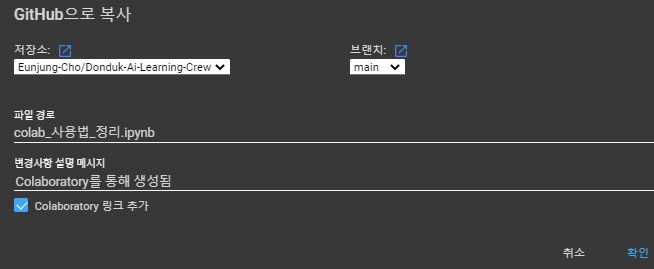 GitHub으로 복사
저장소: 브랜치:
Eunjung-Cho/Donduk-Ai-Learning-Crew main
파일 경로
colab_사용법_정리.ipynb
변경사항 설명 메시지
Colaboratory를 통해 생성됨
Colaboratory 링크 추가
취소 확인